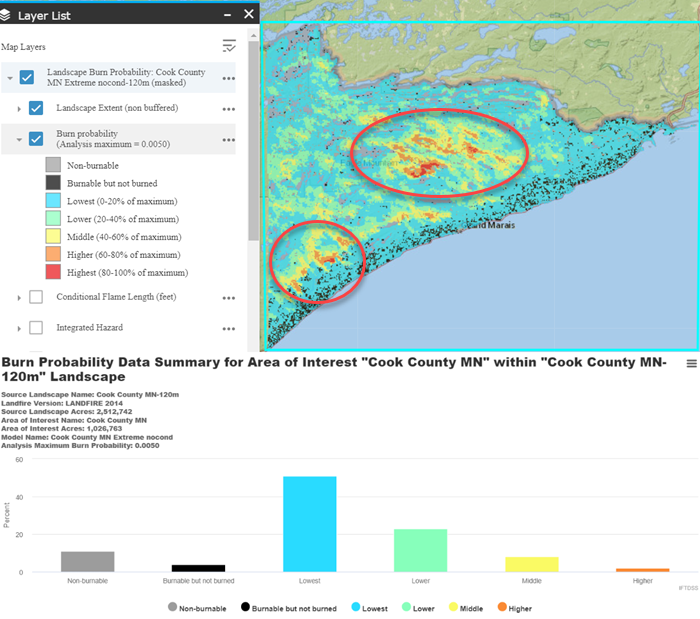 Layer List
Map Layers
Landscape Burn Probability: Cook County
MN Extreme nocond-120m (masked)
Landscape Extent (non buffered)
Burn probability
(Analysis maximum = 0.0050)
Non-burnable
Burnable but not burned
Lowest (0-20% of maximum)
Lower (20-40% of maximum)
Middle (40-60% of maximum)
Higher (60-80% of maximum)
Highest (80-100% of maximum)
Conditional Flame Length (feet)
Integrated Hazard
Marais
Burn Probability Data Summary for Area of Interest "Cook County MN" within "Cook County MN-
120m" Landscape
Source Landscape Name: Cook County MN-120m
Landfire Version: LANDFIRE 2014
Source Landscape Acres: 2,512,742
Area of Interest Name: Cook County MN
Area of Interest Acres: 1,026,763
Model Name: Cook County MN Extreme nocond
Analysis Maximum Burn Probability: 0.0050
60
40
20
0
Percent
Non-burnable
Burnable but not burned
Lowest
Lower
Middle
Higher
IFTDSS
Non-burnable
Burnable but not burned
Lowest
Lower
Middle
Higher